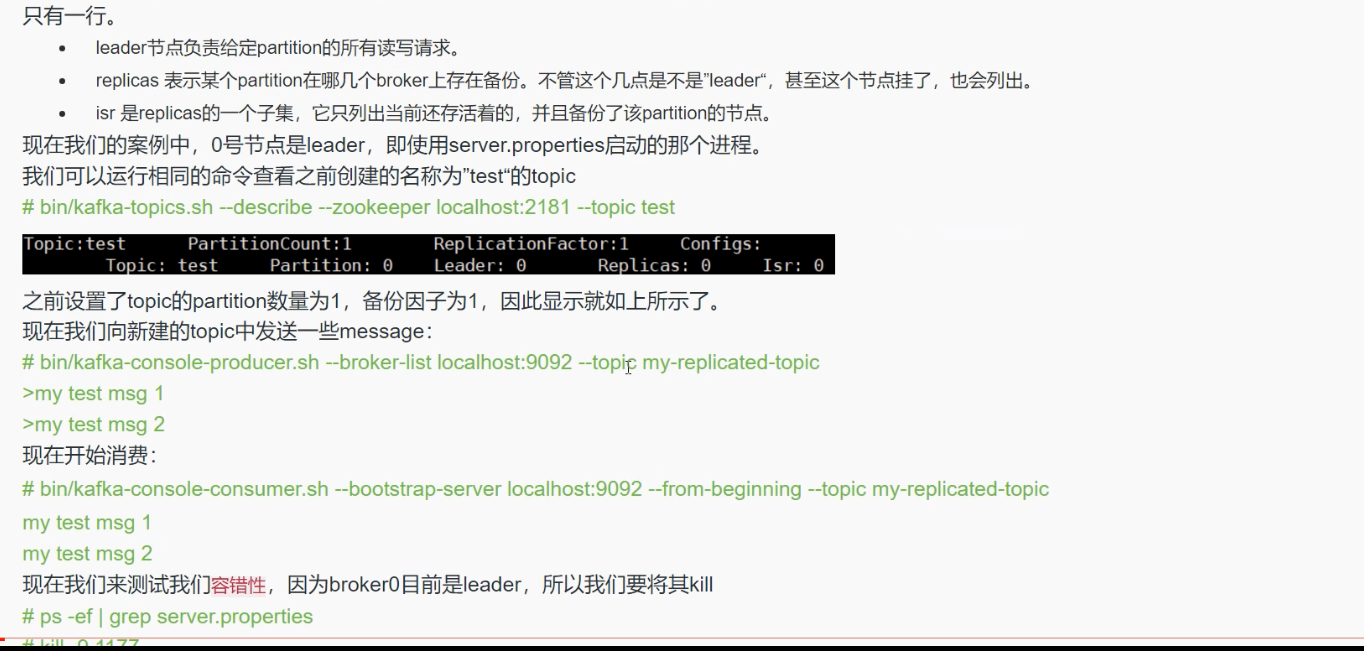 只有一行。
• leader节点负责给定partition的所有读写请求。
• replicas 表示某个partition在哪几个broker上存在备份。不管这个几点是不是”leader“，甚至这个节点挂了，也会列出。
• isr 是replicas的一个子集，它只列出当前还存活着的，并且备份了该partition的节点。
现在我们的案例中，0号节点是leader，即使用server.properties启动的那个进程。
我们可以运行相同的命令查看之前创建的名称为”test“的topic
# bin/kafka-topics.sh --describe --zookeeper localhost:2181 --topic test
Topic:test PartitionCount:1 ReplicationFactor:1 Configs:
Topic: test Partition: 0 Leader: 0 Replicas: 0 Isr: 0
之前设置了topic的partition数量为1，备份因子为1，因此显示就如上所示了。
现在我们向新建的topic中发送一些message：
# bin/kafka-console-producer.sh --broker-list localhost:9092 --topic my-replicated-topic
>my test msg 1
>my test msg 2
现在开始消费：
# bin/kafka-console-consumer.sh --bootstrap-server localhost:9092 --from-beginning --topic my-replicated-topic
my test msg 1
my test msg 2
现在我们来测试我们容错性，因为broker0目前是leader，所以我们要将其kill
# ps -ef | grep server.properties
# kill -9 1177